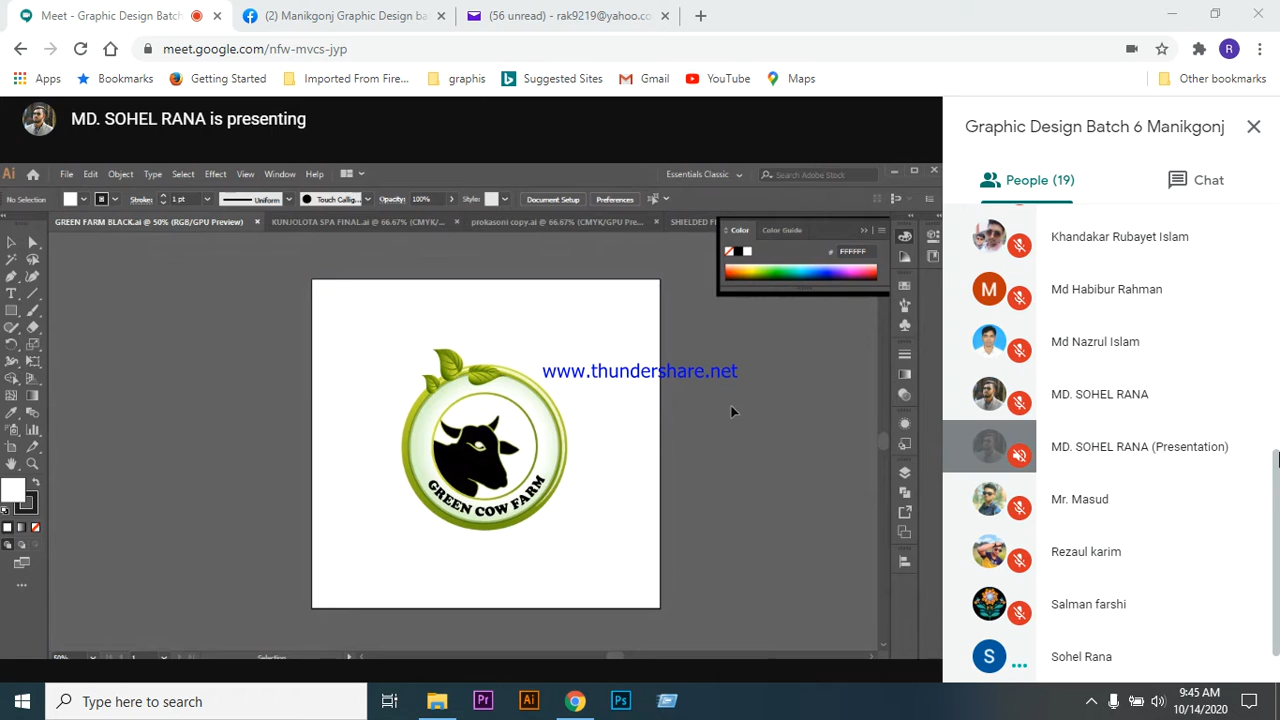 Meet - Graphic Design Batch
(2) Manikgonj Graphic Design ba
(56 unread) - rak9219@yahoo.co
meet.google.com/nfw-mvcs-jyp
R
Apps
Bookmarks
Getting Started
Imported From Fire...
graphis
Suggested Sites
Gmail
YouTube
Maps
Other bookmarks
MD. SOHEL RANA is presenting
Graphic Design Batch 6 Manikgonj
People (19)
Chat
Ai
File Edit Object Type Select Effect View Window Help
Essentials Classic
Search Adobe Stock
No Selection
Stroke:
1 pt
Uniform
Touch Callig...
Opacity:
100%
Style:
Document Setup
Preferences
GREEN FARM BLACK.ai @ 50% (RGB/GPU Preview)
KUNJOLOTA SPA FINAL.ai @ 66.67% (CMYK/...
prokasoni copy.ai @ 66.67% (CMYK/GPU Pre...
SHIELDED F
Color
Color Guide
# FFFFFF
www.thundershare.net
GREEN COW FARM
50%
1
Selection
Khandakar Rubayet Islam
M
Md Habibur Rahman
Md Nazrul Islam
MD. SOHEL RANA
MD. SOHEL RANA (Presentation)
Mr. Masud
Rezaul karim
Salman farshi
S
Sohel Rana
Type here to search
Pr
Ai
Ps
9:45 AM
10/14/2020